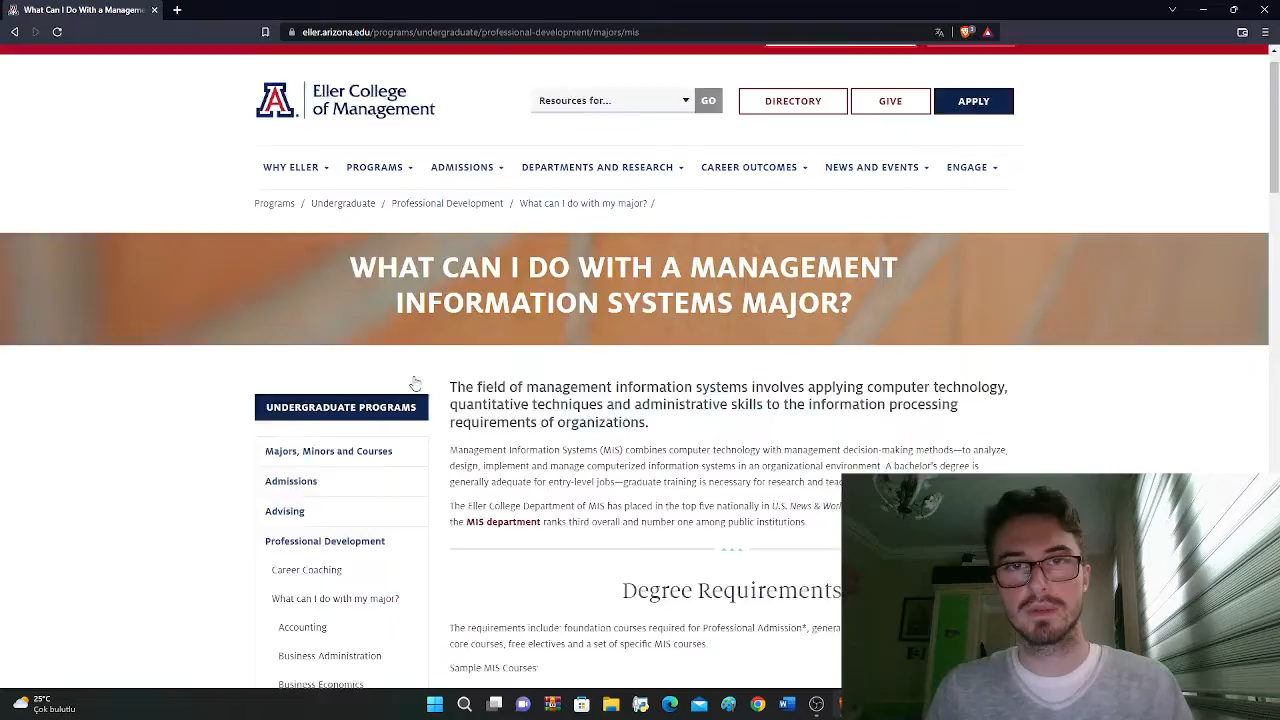 What Can I Do With a Managem
eller.arizona.edu/programs/undergraduate/professional-development/majors/mis
Eller College
of Management
Resources for...
GO
DIRECTORY
GIVE
APPLY
WHY ELLER
PROGRAMS
ADMISSIONS
DEPARTMENTS AND RESEARCH
CAREER OUTCOMES
NEWS AND EVENTS
ENGAGE
Programs / Undergraduate / Professional Development / What can I do with my major? /
WHAT CAN I DO WITH A MANAGEMENT
INFORMATION SYSTEMS MAJOR?
UNDERGRADUATE PROGRAMS
Majors, Minors and Courses
Admissions
Advising
Professional Development
Career Coaching
What can I do with my major?
Accounting
Business Administration
Business Economics
The field of management information systems involves applying computer technology,
quantitative techniques and administrative skills to the information processing
requirements of organizations.
Management Information Systems (MIS) combines computer technology with management decision-making methods—to analyze,
design, implement and manage computerized information systems in an organizational environment. A bachelor's degree is
generally adequate for entry-level jobs—graduate training is necessary for research and
The Eller College Department of MIS has placed in the top five nationally in U.S. News &
the MIS department ranks third overall and number one among public institutions.
Degree Requirements
The requirements include: foundation courses required for Professional Admission*,
core courses, free electives and a set of specific MIS courses.
Sample MIS Courses:
25°C
Çok bulutlu